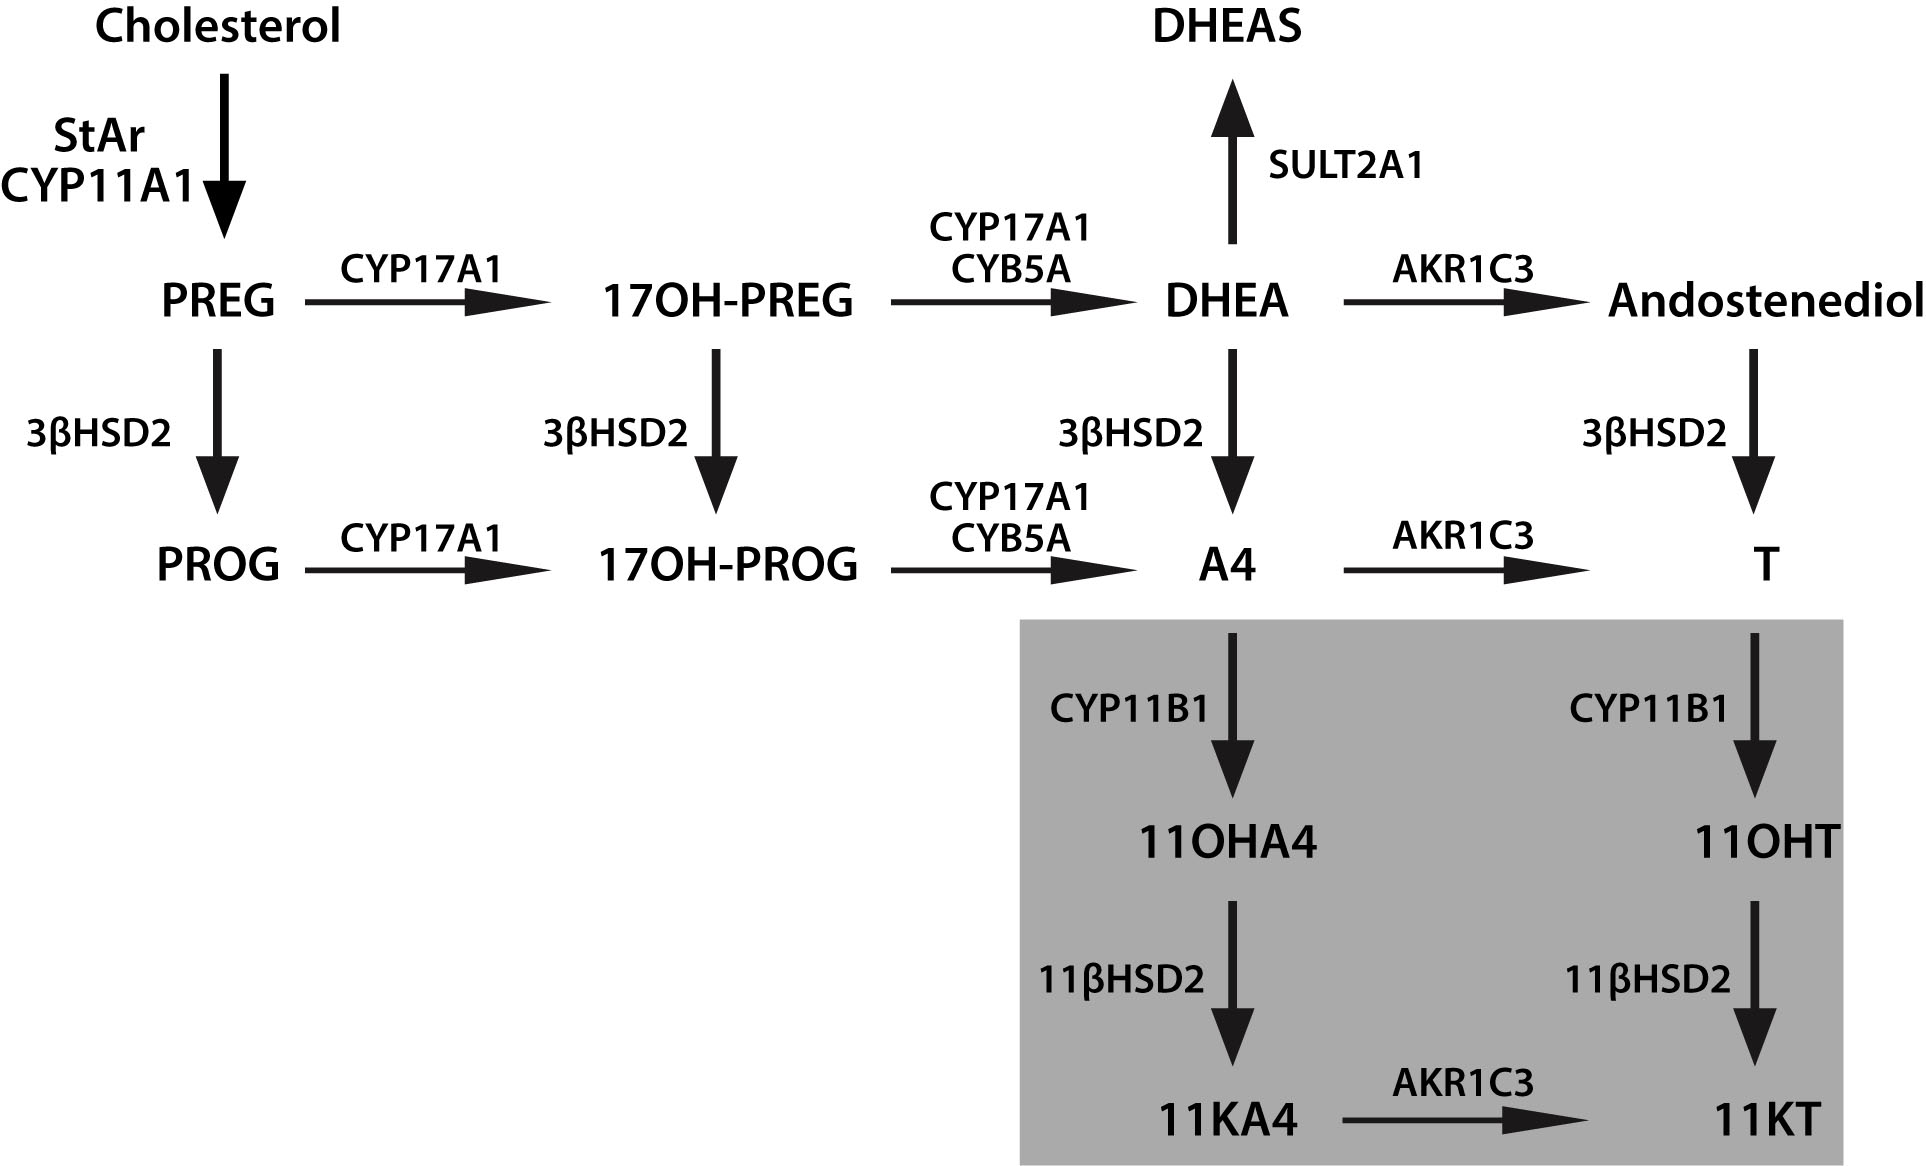 Cholesterol
DHEAS
StAr
CYP11A1
SULT2A1
CYP17A1
CYP17A1
CYB5A
AKR1C3
PREG
17OH-PREG
DHEA
Andostenediol
3βHSD2
3βHSD2
3βHSD2
3βHSD2
CYP17A1
CYP17A1
CYB5A
AKR1C3
PROG
17OH-PROG
A4
T
CYP11B1
CYP11B1
11OHA4
11OHT
11βHSD2
11βHSD2
AKR1C3
11KA4
11KT